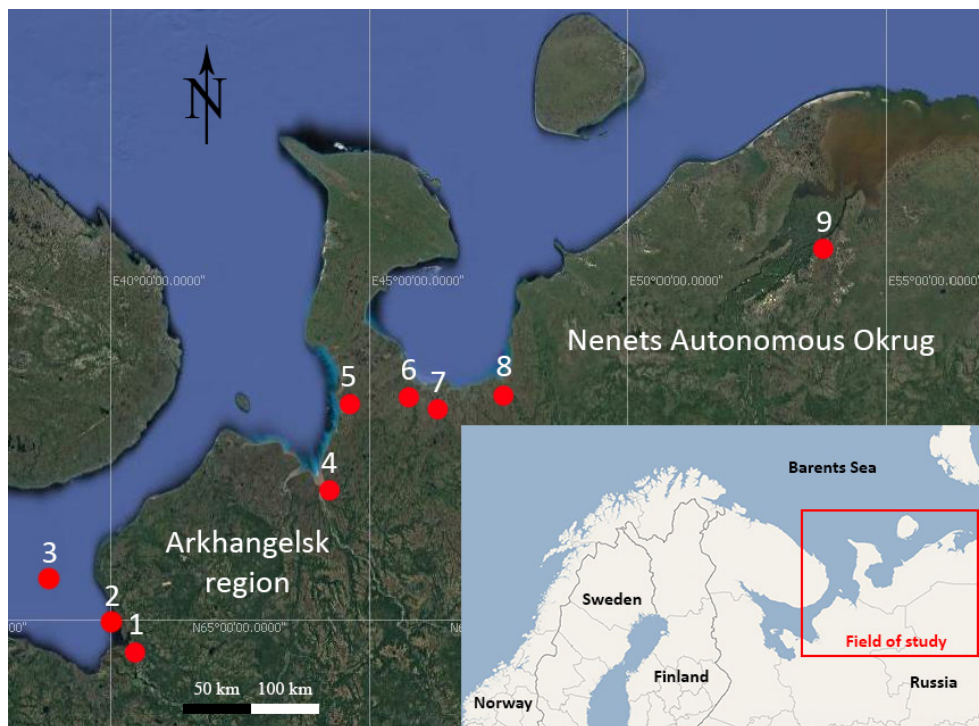 N
9
E40°00'00.0000"
E45°00'00.0000"
E50°00'00.0000"
E55°00'00.0000"
Nenets Autonomous Okrug
5
6
7
8
4
Arkhangelsk
region
3
2
1
N65°00'00.0000"
50 km
100 km
Barents Sea
Sweden
Finland
Norway
Field of study
Russia